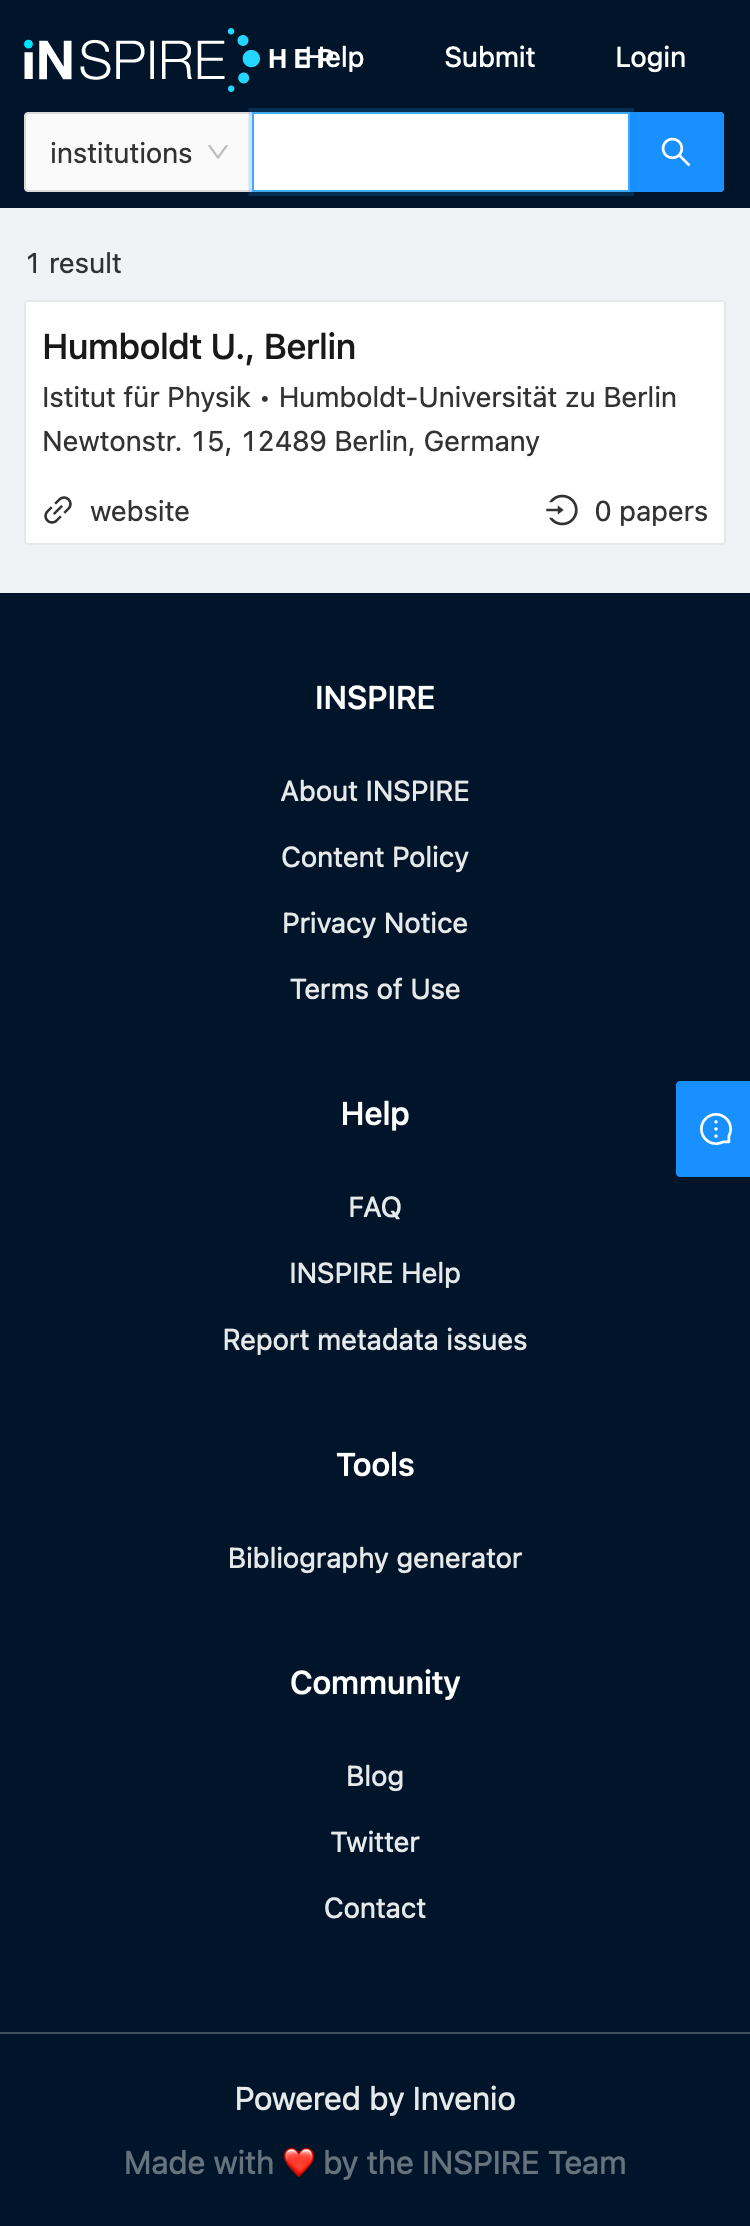 iNSPIRE HEP Help Submit Login
institutions
1 result
Humboldt U., Berlin
Istitut für Physik • Humboldt-Universität zu Berlin
Newtonstr. 15, 12489 Berlin, Germany
website 0 papers
INSPIRE
About INSPIRE
Content Policy
Privacy Notice
Terms of Use
Help
FAQ
INSPIRE Help
Report metadata issues
Tools
Bibliography generator
Community
Blog
Twitter
Contact
Powered by Invenio
Made with ❤️ by the INSPIRE Team